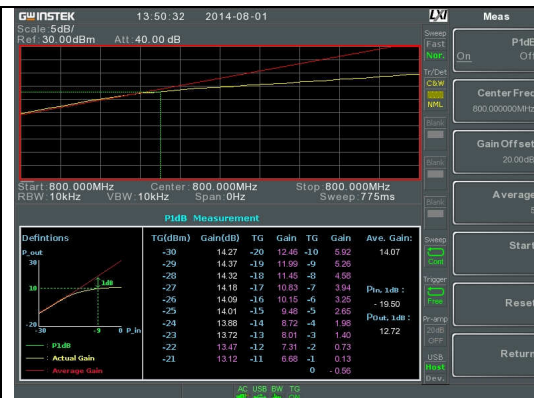 GWINSTEK 13:50:32 2014-08-01 LXI Meas
Scale :5dB/
Ref:30.00dBm Att:40.00 dB
Sweep
Fast
Nor.
P1dB
On Off
Tr/Det
C&W
NML
Center Freq
800.000000MHz
Blank
Gain Offset
20.00dB
Blank
Average
5
Blank
Start:800.000MHz Center:800.000MHz Stop:800.000MHz
RBW:10kHz VBW:10kHz Span:0Hz Sweep:775ms
P1dB Measurement
Defintions TG(dBm) Gain(dB) TG Gain TG Gain Ave. Gain:
P_out -30 14.27 -20 12.46 -10 5.92 14.07
30 -29 14.37 -19 11.99 -9 5.26
1dB -28 14.32 -18 11.45 -8 4.58
10 -27 14.18 -17 10.83 -7 3.94 Pin, 1dB :
-26 14.09 -16 10.15 -6 3.25 - 19.50
-25 14.01 -15 9.48 -5 2.65 Pout, 1dB :
-20 -24 13.88 -14 8.72 -4 1.98 12.72
-30 -9 0 P_in -23 13.72 -13 8.01 -3 1.40
: P1dB -22 13.47 -12 7.31 -2 0.73
: Actual Gain -21 13.12 -11 6.68 -1 0.13
: Average Gain 0 - 0.56
Sweep
Cont
Start
Trigger
Free
Reset
Pr-amp
20dB
OFF
Return
USB
Host
Dev.
AC USB BW TG
ON